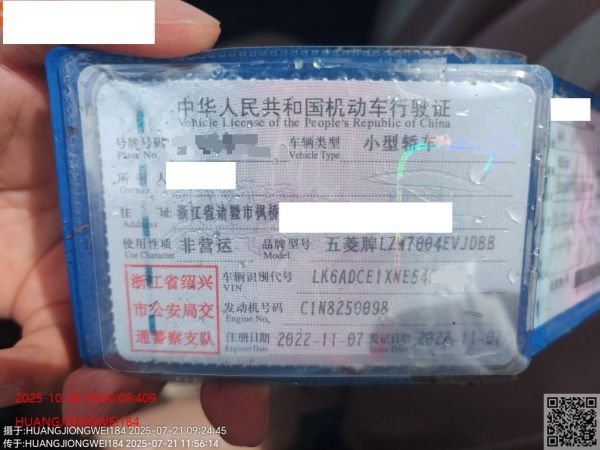 中华人民共和国机动车行驶证
Vehicle License of the People's Republic of China
号牌号码 车辆类型 小型轿车
Plate No. Vehicle Type
所 人
Owner
住 址 浙江省诸暨市枫桥
Address
使用性质 非营运 品牌型号 五菱牌LZW7004EVJDBB
Use Character Model
浙江省绍兴 车辆识别代号 LK6ADCE1XNE54
市公安局交 VIN
通警察支队 发动机号码 C1N8250098
Engine No.
注册日期 2022-11-07 发证日期 2022-11-07
Register Date Issue Date
2025-10- 09.409
HUANGJIONGWEI184
摄于:HUANGJIONGWEI184 2025-07-21 09:24:45
传于:HUANGJIONGWEI184 2025-07-21 11:56:14